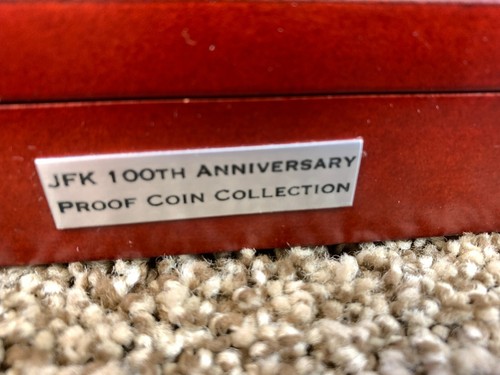 JFK 100TH ANNIVERSARY
PROOF COIN COLLECTION